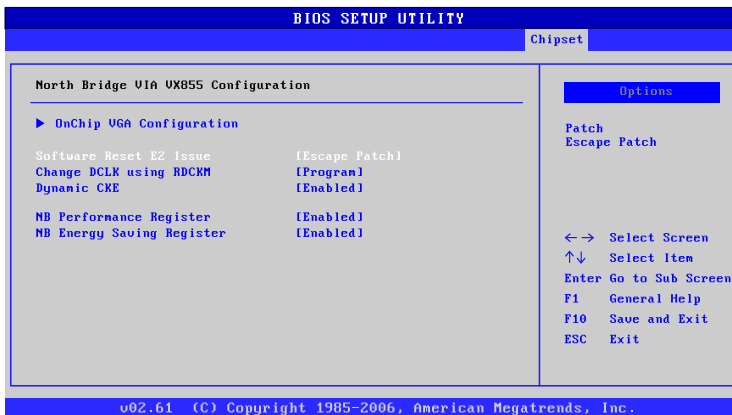 BIOS SETUP UTILITY
Chipset
North Bridge VIA VX855 Configuration
▶ OnChip VGA Configuration
Software Reset E2 Issue [Escape Patch]
Change DCLK using RDCKM [Program]
Dynamic CKE [Enabled]
NB Performance Register [Enabled]
NB Energy Saving Register [Enabled]
Options
Patch
Escape Patch
←→ Select Screen
↑↓ Select Item
Enter Go to Sub Screen
F1 General Help
F10 Save and Exit
ESC Exit
v02.61 (C) Copyright 1985-2006, American Megatrends, Inc.